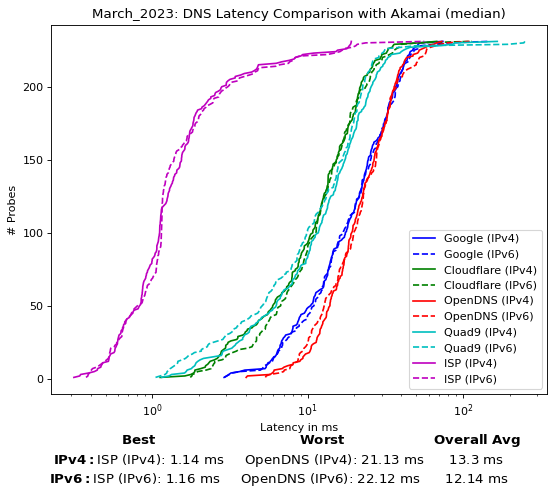 March_2023: DNS Latency Comparison with Akamai (median)
# Probes
200
150
100
50
0
10^0
10^1
10^2
Latency in ms
Google (IPv4)
Google (IPv6)
Cloudflare (IPv4)
Cloudflare (IPv6)
OpenDNS (IPv4)
OpenDNS (IPv6)
Quad9 (IPv4)
Quad9 (IPv6)
ISP (IPv4)
ISP (IPv6)
Best Worst Overall Avg
IPv4: ISP (IPv4): 1.14 ms OpenDNS (IPv4): 21.13 ms 13.3 ms
IPv6: ISP (IPv6): 1.16 ms OpenDNS (IPv6): 22.12 ms 12.14 ms